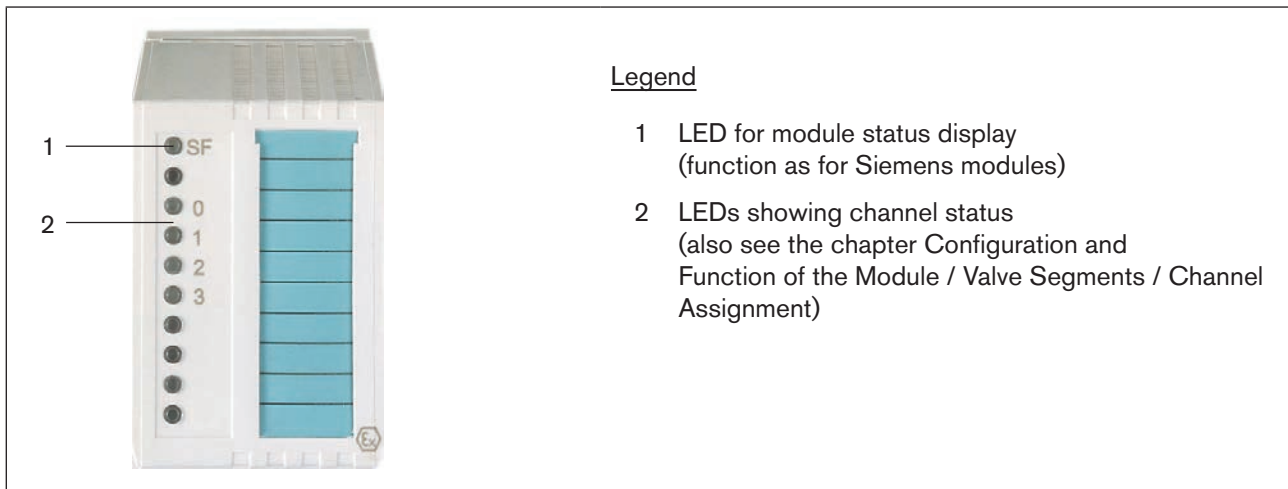 1
2
SF
0
1
2
3
Ex
Legend
1 LED for module status display
(function as for Siemens modules)
2 LEDs showing channel status
(also see the chapter Configuration and
Function of the Module / Valve Segments / Channel
Assignment)